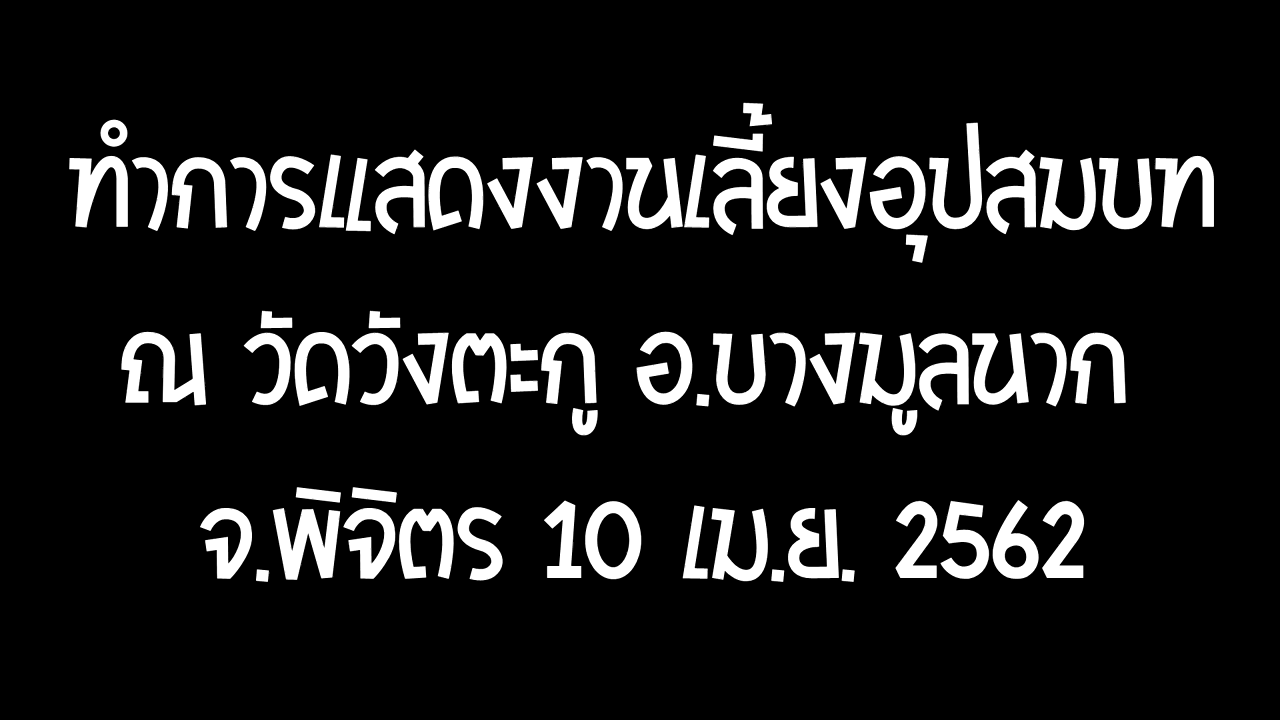 ทำการแสดงงานเลี้ยงอุปสมบท
ณ วัดวังตะกู อ.บางมูลนาก
จ.พิจิตร 10 เม.ย. 2562